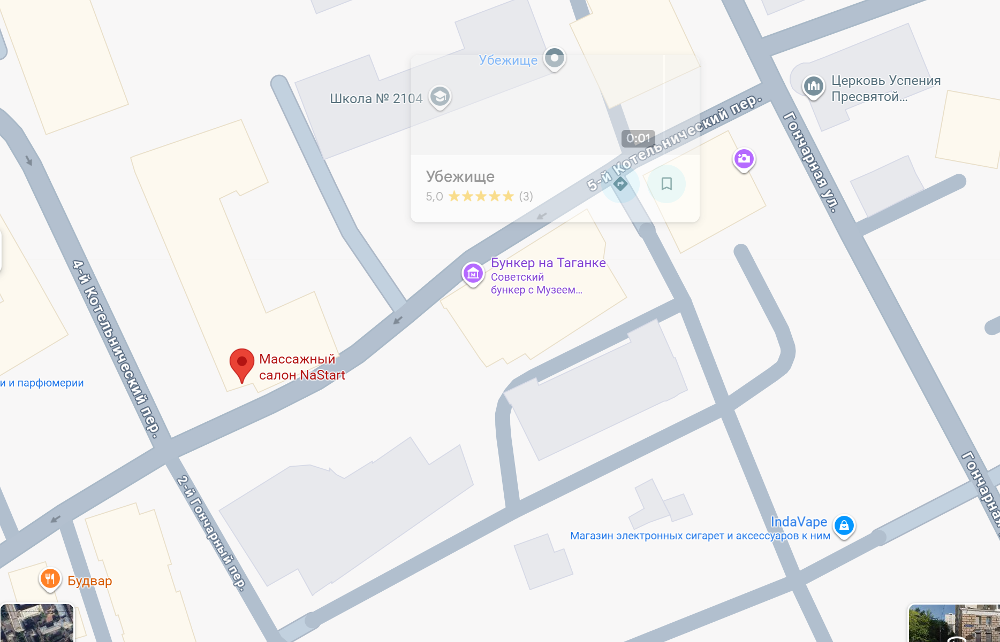 Убежище
Школа № 2104
Церковь Успения
Пресвятой...
5-й Котельнический пер.
0:01
Убежище
5,0 (3)
Гончарная ул.
Бункер на Таганке
Советский
бункер с Музеем...
4-й Котельнический пер.
Массажный
салон NaStart
и и парфюмерии
2-й Гончарный пер.
Гончарная
IndaVape
Магазин электронных сигарет и аксессуаров к ним
Будвар